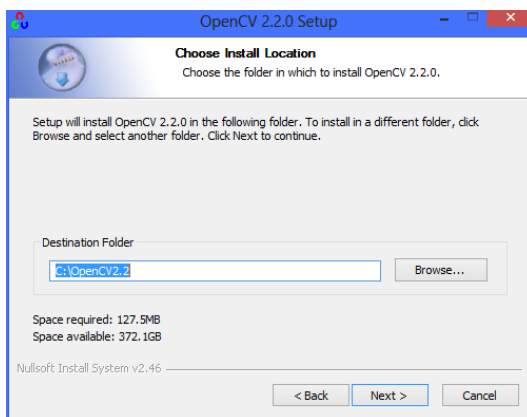 OpenCV 2.2.0 Setup
Choose Install Location
Choose the folder in which to install OpenCV 2.2.0.
Setup will install OpenCV 2.2.0 in the following folder. To install in a different folder, click
Browse and select another folder. Click Next to continue.
Destination Folder
C:\OpenCV2.2
Browse...
Space required: 127.5MB
Space available: 372.1GB
Nullsoft Install System v2.46
< Back
Next >
Cancel